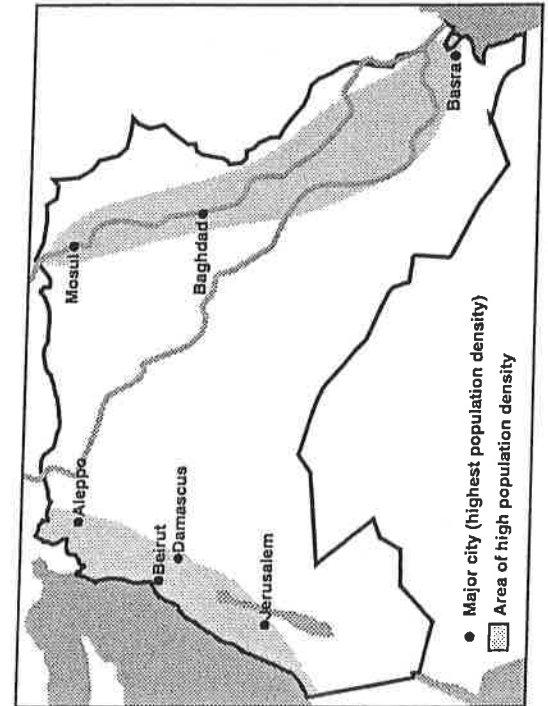 Mosul
Aleppo
Baghdad
Beirut
Damascus
Jerusalem
Basra
Major city (highest population density)
Area of high population density